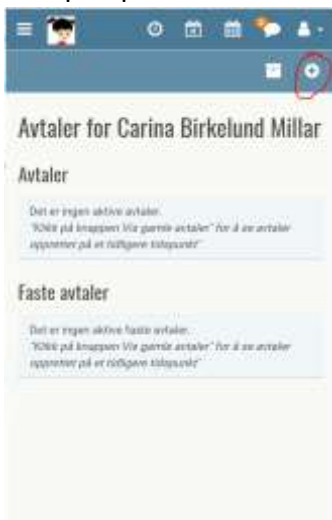 Avtaler for Carina Birkelund Millar
Avtaler
Det er ingen aktive avtaler.
"Klikk på knappen Vis gamle avtaler" for å se avtaler
opprettet på et tidligere tidspunkt"
Faste avtaler
Det er ingen aktive faste avtaler.
"Klikk på knappen Vis gamle avtaler" for å se avtaler
opprettet på et tidligere tidspunkt"